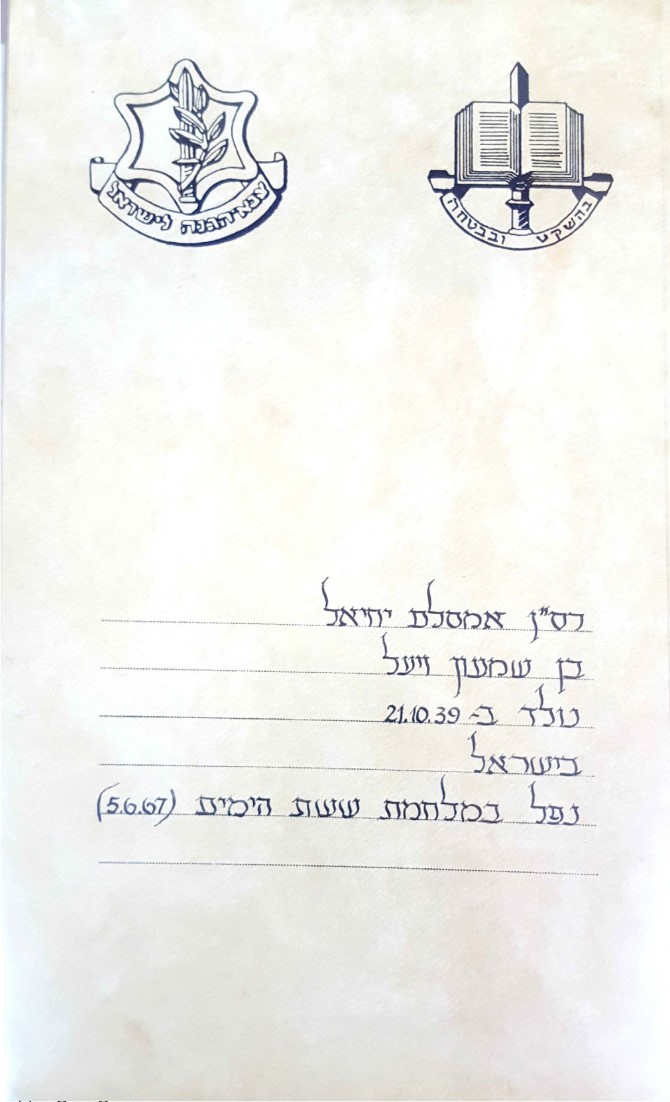 צבא הגנה לישראל
בהשקט ובבטחה
רס"ן אמסלם יחיאל
בן שמעון ויעל
נולד ב- 21.10.39
בישראל
נפל במלחמת ששת הימים (5.6.67)